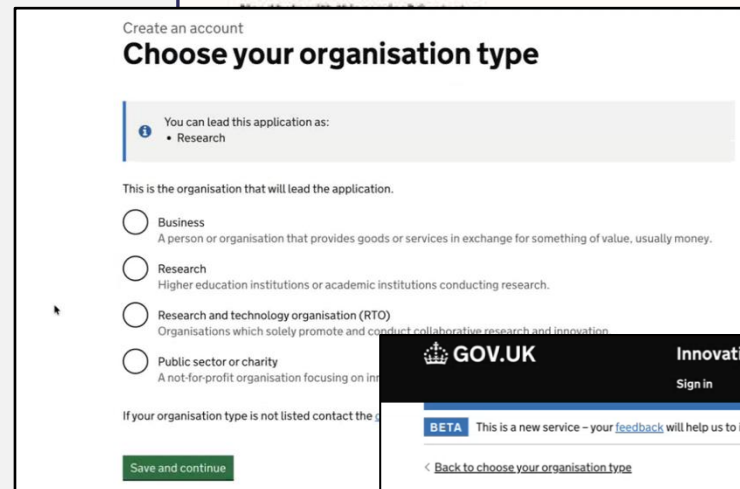 Create an account
Choose your organisation type
You can lead this application as:
• Research
This is the organisation that will lead the application.
Business
A person or organisation that provides goods or services in exchange for something of value, usually money.
Research
Higher education institutions or academic institutions conducting research.
Research and technology organisation (RTO)
Organisations which solely promote and conduct collaborative research and innovation.
Public sector or charity
A not-for-profit organisation focusing on
If your organisation type is not listed contact the
Save and continue
GOV.UK
Sign in
BETA This is a new service – your feedback will help us to
< Back to choose your organisation type